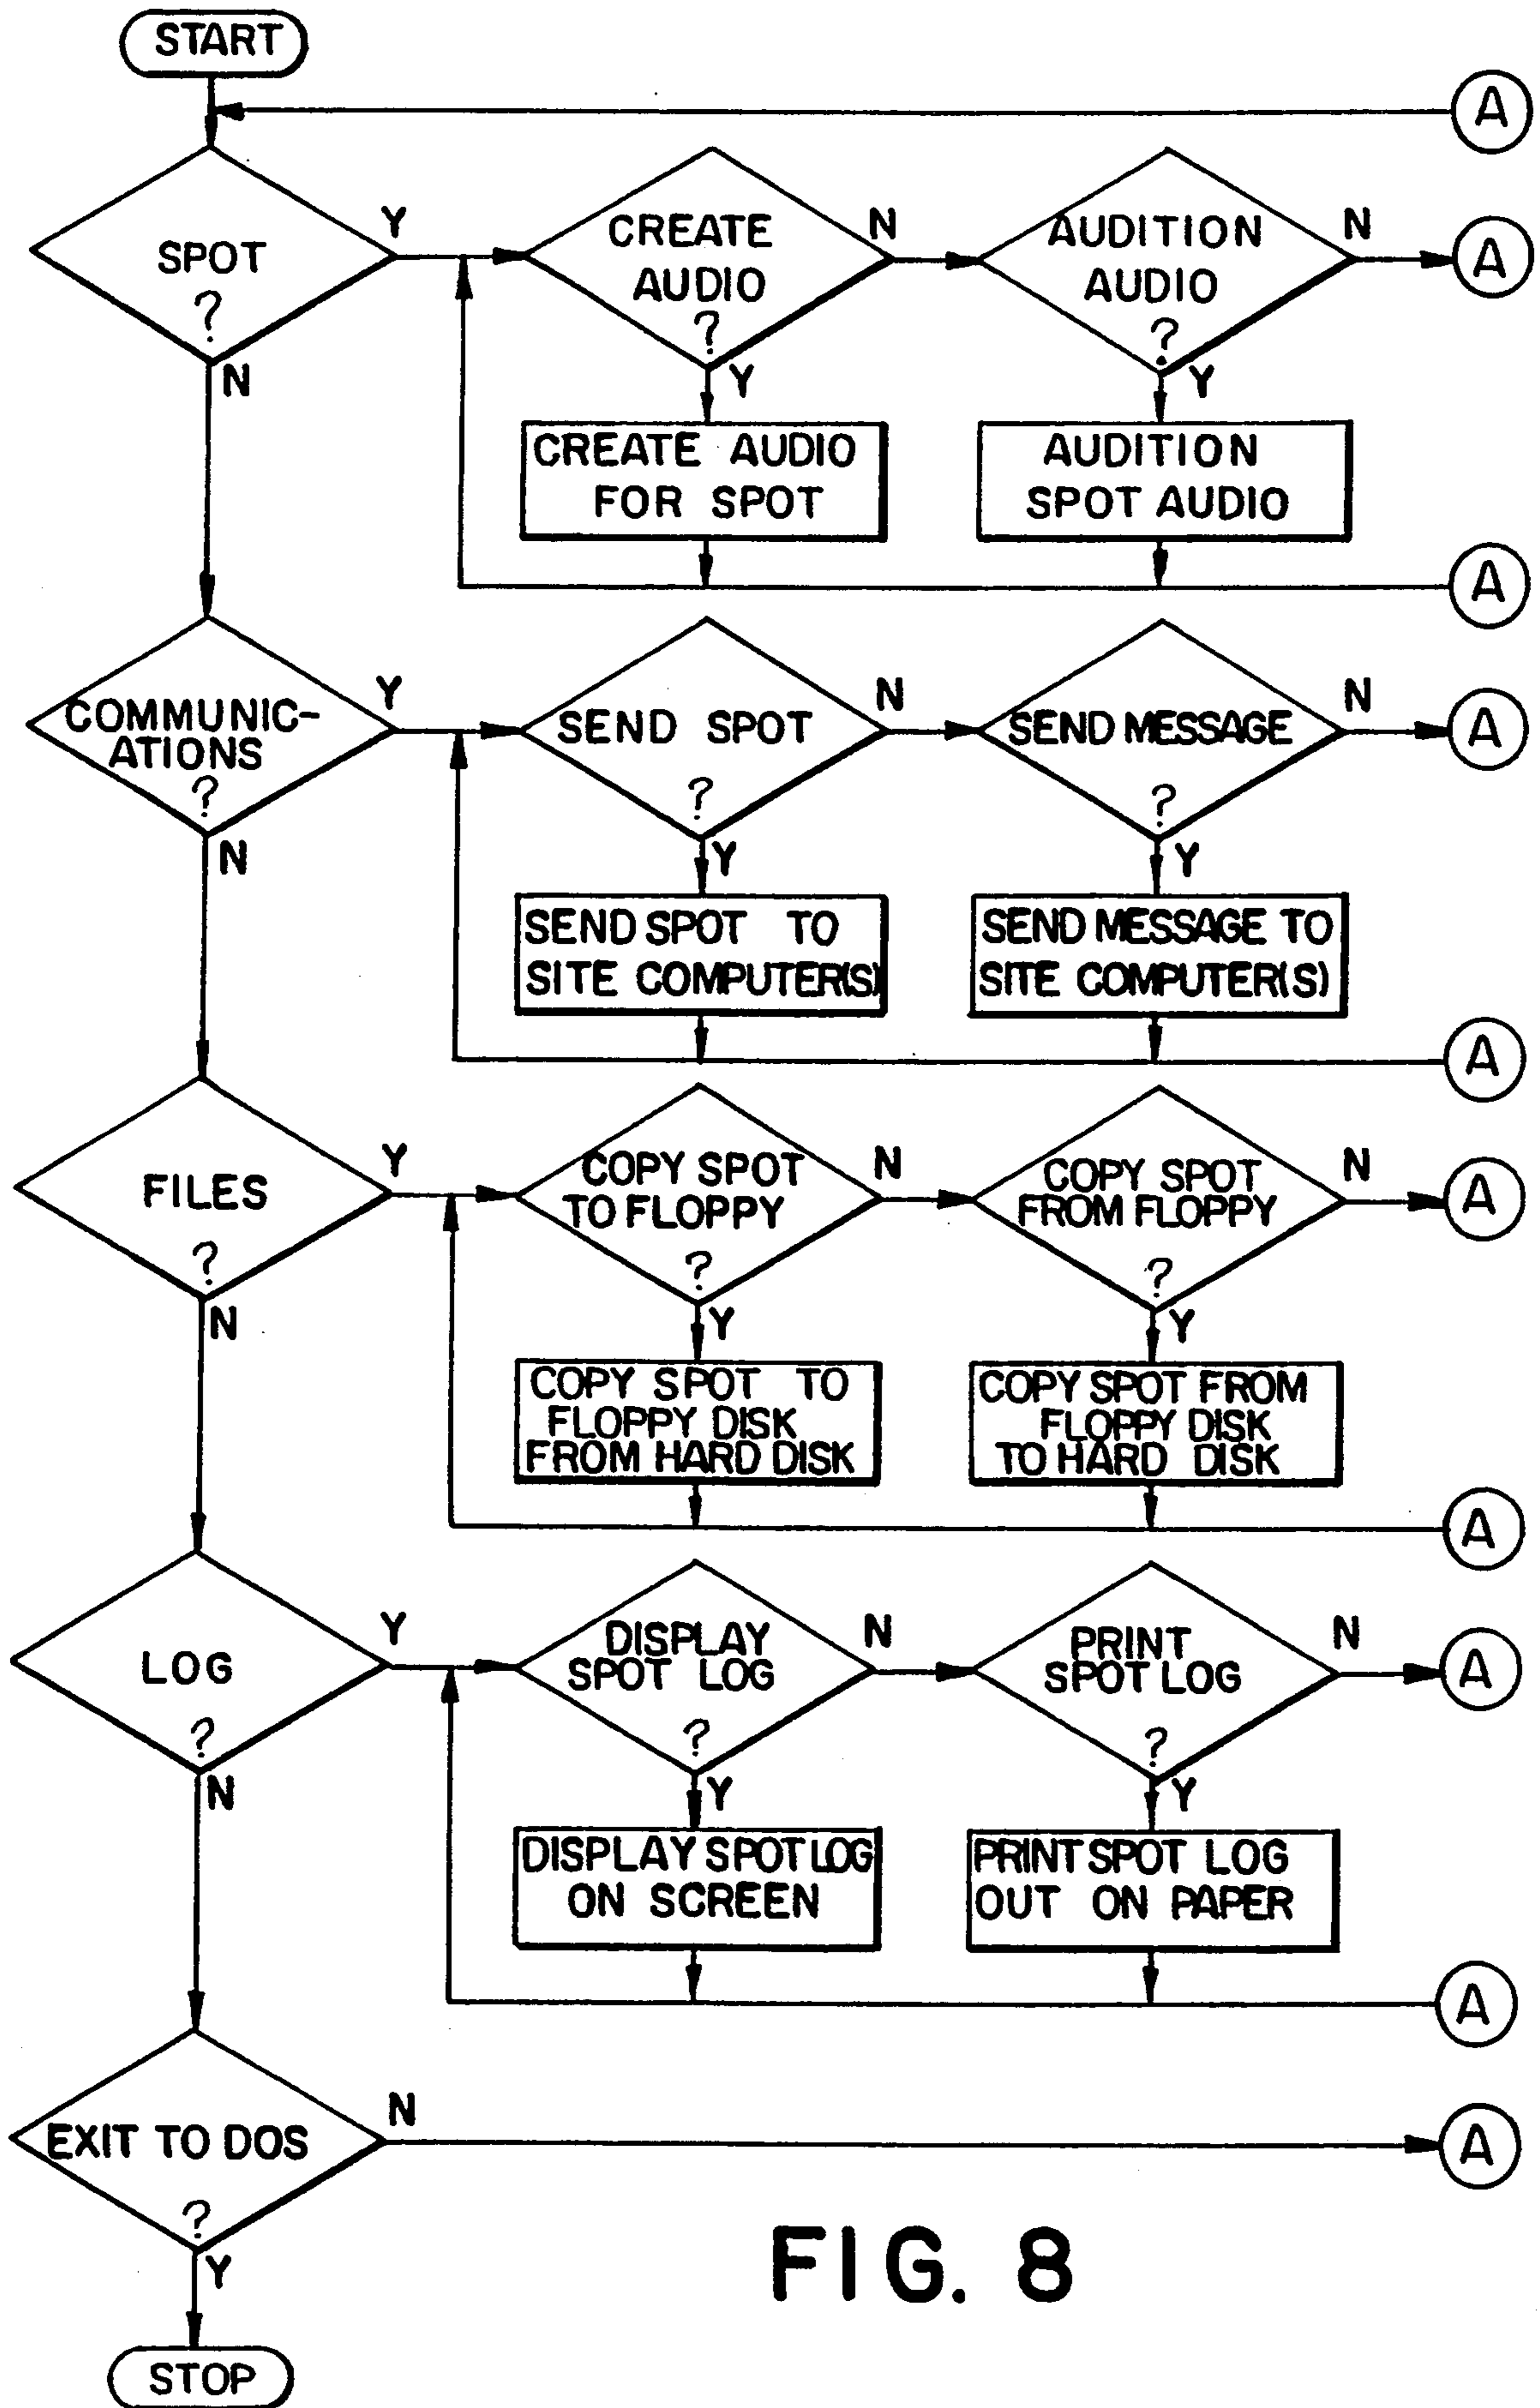 START
A
SPOT
?
Y
N
CREATE
AUDIO
?
N
Y
AUDITION
AUDIO
?
N
Y
A
CREATE AUDIO
FOR SPOT
AUDITION
SPOT AUDIO
A
COMMUNIC-
ATIONS
?
Y
N
SEND SPOT
?
N
Y
SEND MESSAGE
?
N
Y
A
SEND SPOT TO
SITE COMPUTER(S)
SEND MESSAGE TO
SITE COMPUTER(S)
A
FILES
?
Y
N
COPY SPOT
TO FLOPPY
?
N
Y
COPY SPOT
FROM FLOPPY
?
N
Y
A
COPY SPOT TO
FLOPPY DISK
FROM HARD DISK
COPY SPOT FROM
FLOPPY DISK
TO HARD DISK
A
LOG
?
Y
N
DISPLAY
SPOT LOG
?
N
Y
PRINT
SPOT LOG
?
N
Y
A
DISPLAY SPOT LOG
ON SCREEN
PRINT SPOT LOG
OUT ON PAPER
A
EXIT TO DOS
?
N
Y
A
STOP
FIG. 8